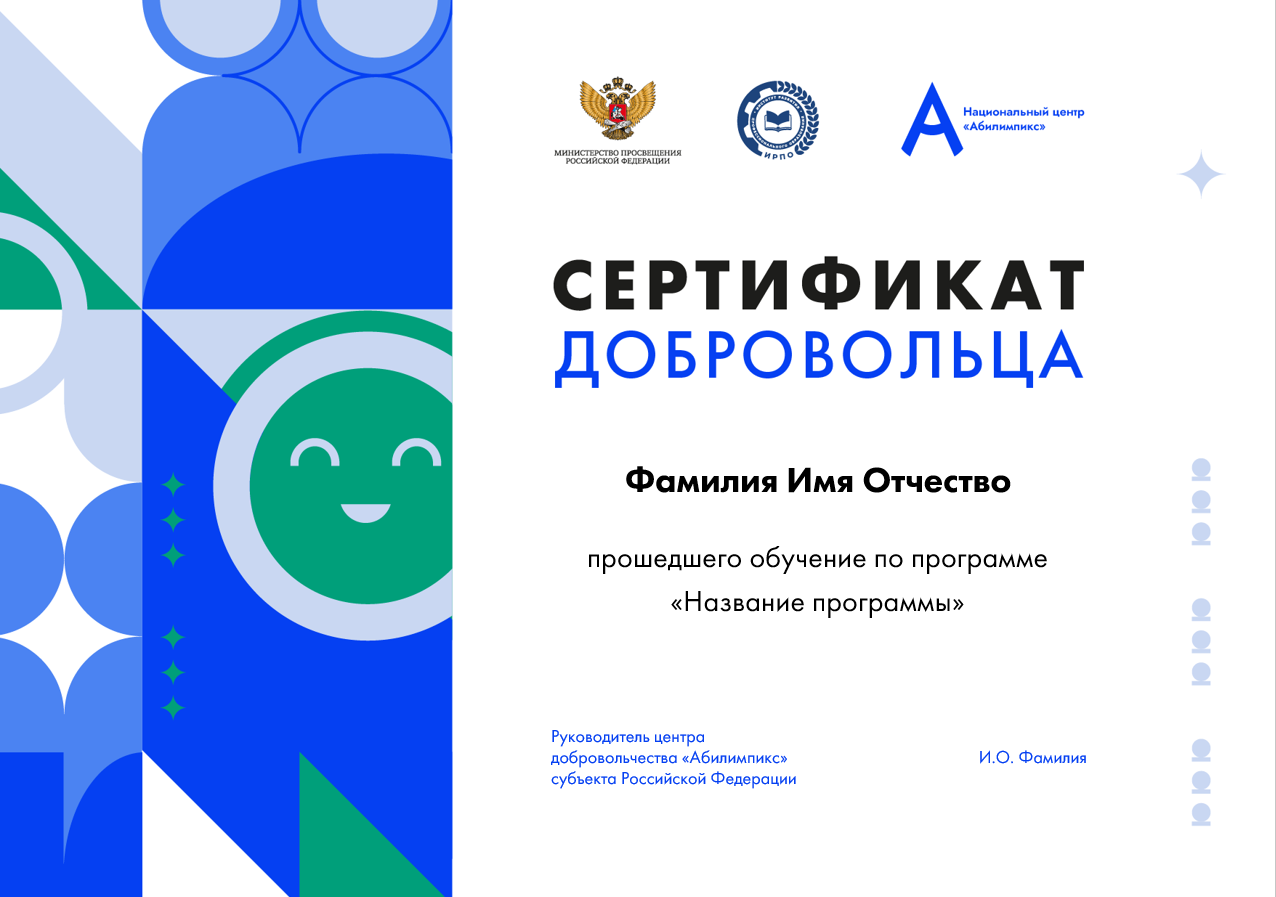 МИНИСТЕРСТВО ПРОСВЕЩЕНИЯ
РОССИЙСКОЙ ФЕДЕРАЦИИ
ИРПО
Национальный центр
«Абилимпикс»
СЕРТИФИКАТ
ДОБРОВОЛЬЦА
Фамилия Имя Отчество
прошедшего обучение по программе
«Название программы»
Руководитель центра
добровольчества «Абилимпикс»
субъекта Российской Федерации
И.О. Фамилия